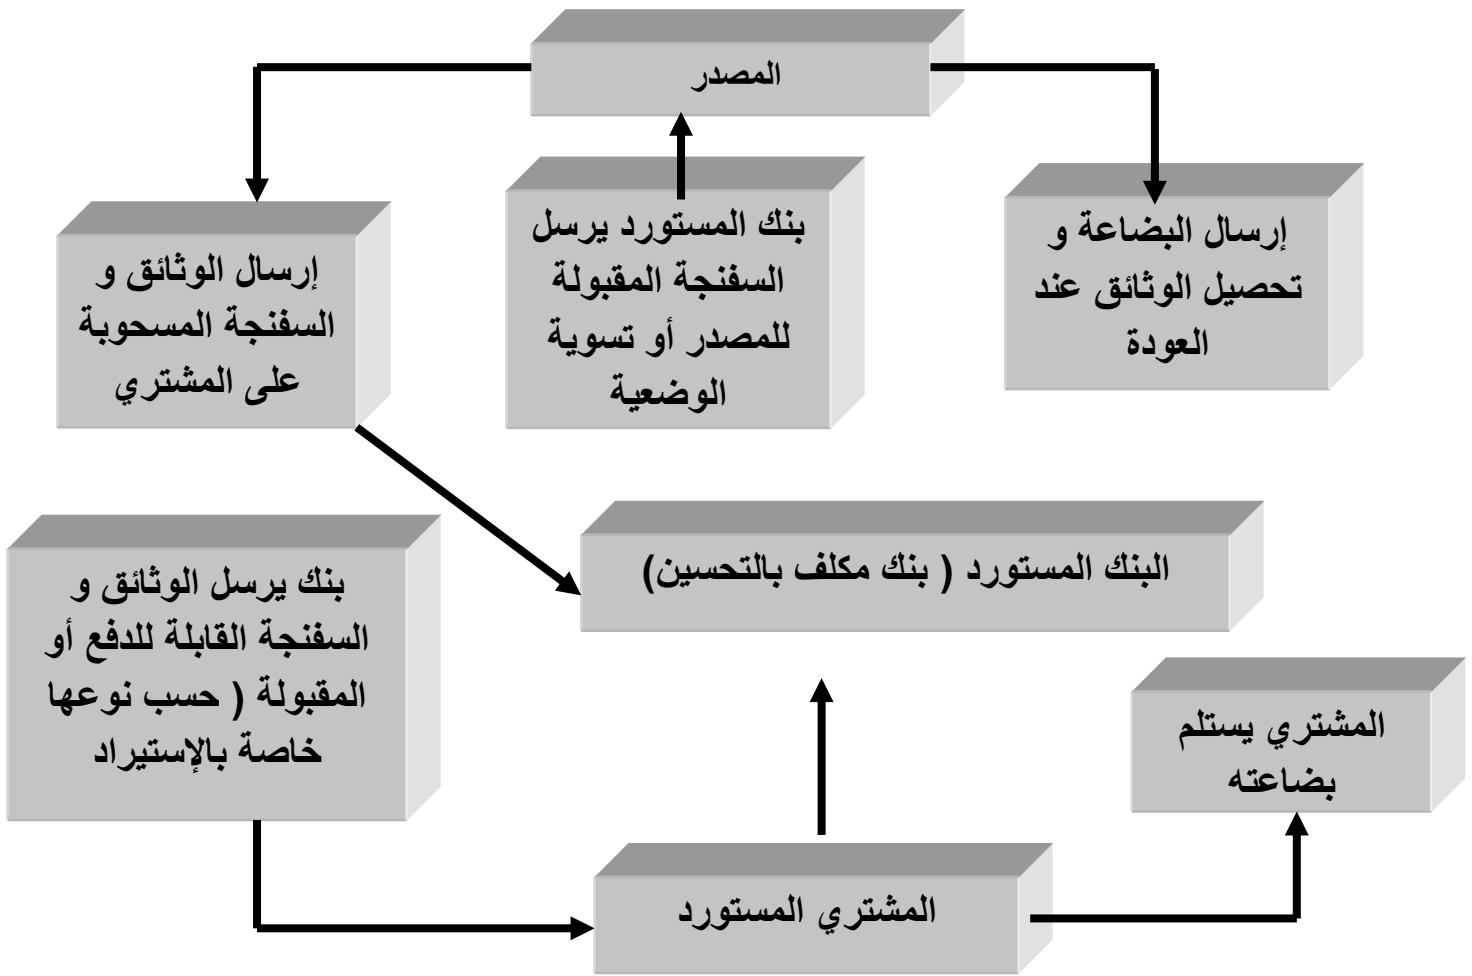 المصدر
إرسال البضاعة و
تحصيل الوثائق عند
العودة
بنك المستورد يرسل
السفنجة المقبولة
للمصدر أو تسوية
الوضعية
إرسال الوثائق و
السفنجة المسحوبة
على المشتري
البنك المستورد ( بنك مكلف بالتحسين)
بنك يرسل الوثائق و
السفنجة القابلة للدفع أو
المقبولة ( حسب نوعها
خاصة بالإستيراد
المشتري يستلم
بضاعته
المشتري المستورد